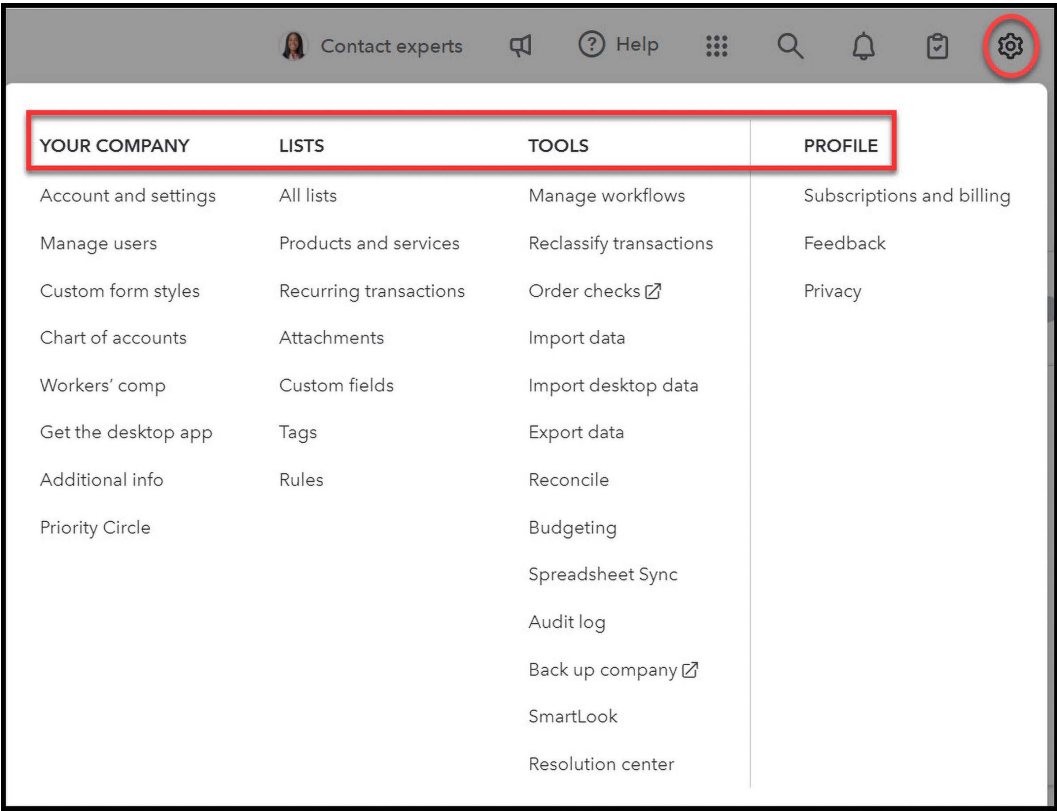 Contact experts
? Help
YOUR COMPANY
Account and settings
Manage users
Custom form styles
Chart of accounts
Workers’ comp
Get the desktop app
Additional info
Priority Circle
LISTS
All lists
Products and services
Recurring transactions
Attachments
Custom fields
Tags
Rules
TOOLS
Manage workflows
Reclassify transactions
Order checks
Import data
Import desktop data
Export data
Reconcile
Budgeting
Spreadsheet Sync
Audit log
Back up company
SmartLook
Resolution center
PROFILE
Subscriptions and billing
Feedback
Privacy